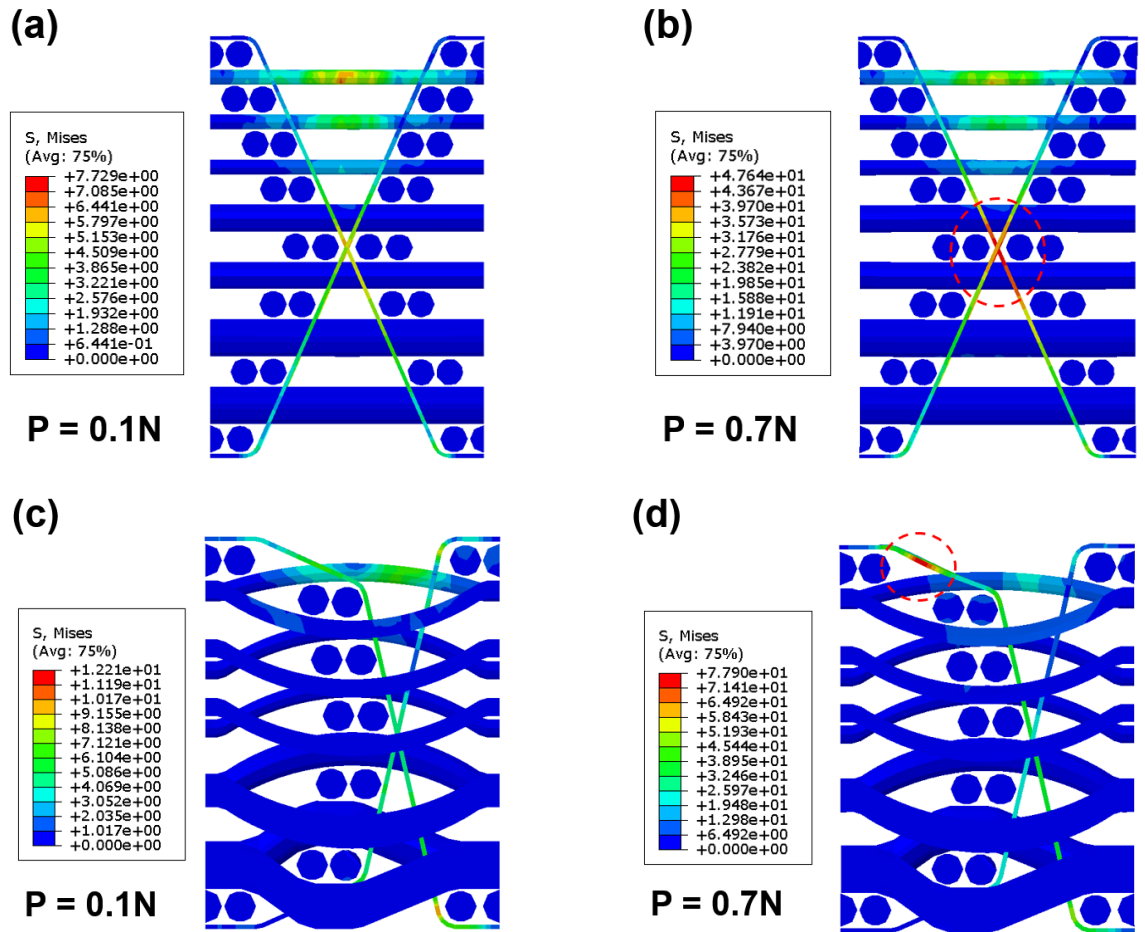 (a)
S, Mises
(Avg: 75%)
+7.729e+00
+7.085e+00
+6.441e+00
+5.797e+00
+5.153e+00
+4.509e+00
+3.865e+00
+3.221e+00
+2.576e+00
+1.932e+00
+1.288e+00
+6.441e-01
+0.000e+00
P = 0.1N
(b)
S, Mises
(Avg: 75%)
+4.764e+01
+4.367e+01
+3.970e+01
+3.573e+01
+3.176e+01
+2.779e+01
+2.382e+01
+1.985e+01
+1.588e+01
+1.191e+01
+7.940e+00
+3.970e+00
+0.000e+00
P = 0.7N
(c)
S, Mises
(Avg: 75%)
+1.221e+01
+1.119e+01
+1.017e+01
+9.155e+00
+8.138e+00
+7.121e+00
+6.104e+00
+5.086e+00
+4.069e+00
+3.052e+00
+2.035e+00
+1.017e+00
+0.000e+00
P = 0.1N
(d)
S, Mises
(Avg: 75%)
+7.790e+01
+7.141e+01
+6.492e+01
+5.843e+01
+5.193e+01
+4.544e+01
+3.895e+01
+3.246e+01
+2.597e+01
+1.948e+01
+1.298e+01
+6.492e+00
+0.000e+00
P = 0.7N